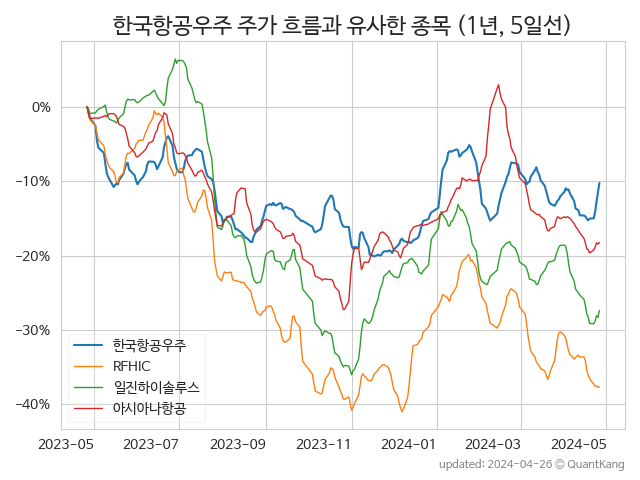 한국항공우주 주가 흐름과 유사한 종목 (1년, 5일선)
0%
−10%
−20%
−30%
−40%
한국항공우주
RFHIC
일진하이솔루스
아시아나항공
2023-05 2023-07 2023-09 2023-11 2024-01 2024-03 2024-05
updated: 2024-04-26 © QuantKang